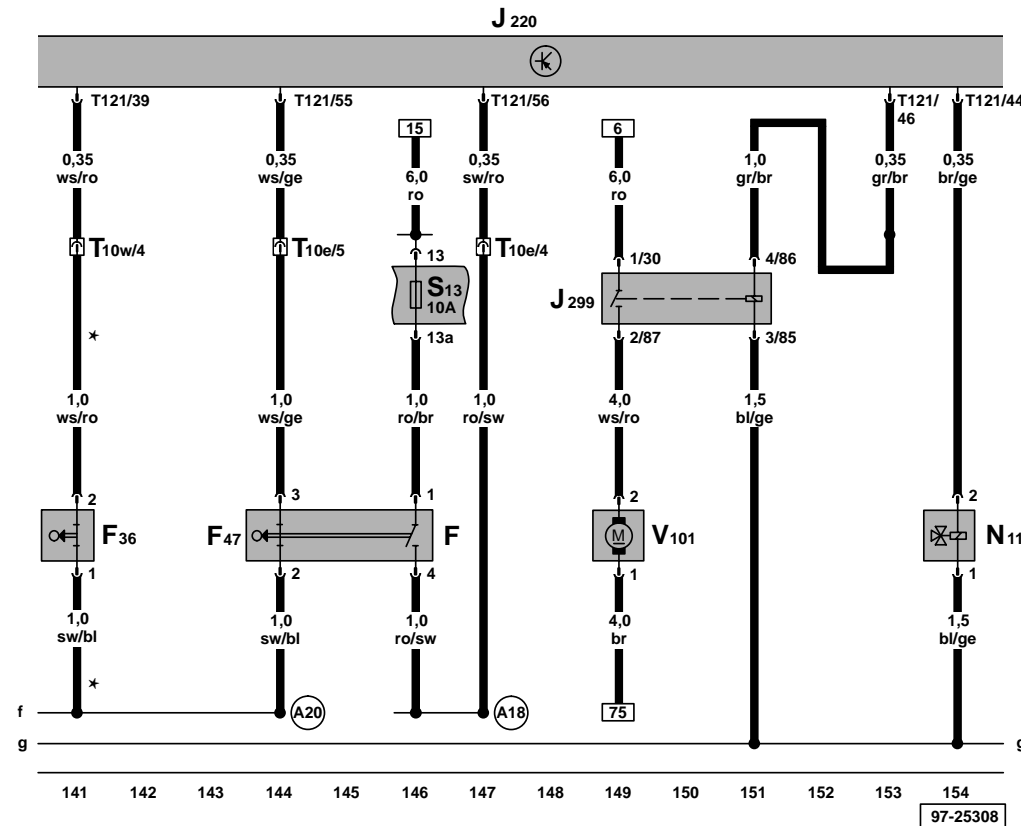 J 220
T121/39
T121/55
T121/56
T121/
46
T121/44
15
6
0,35
ws/ro
0,35
ws/ge
6,0
ro
0,35
sw/ro
6,0
ro
1,0
gr/br
0,35
gr/br
0,35
br/ge
T10w/4
T10e/5
T10e/4
13
1/30
4/86
S13
10A
J 299
13a
2/87
3/85
1,0
ws/ro
1,0
ws/ge
1,0
ro/br
1,0
ro/sw
4,0
ws/ro
1,5
bl/ge
2
3
1
2
2
F36
F47
F
M
V101
N11
1
2
4
1
1
1,0
sw/bl
1,0
sw/bl
1,0
ro/sw
4,0
br
1,5
bl/ge
f
A20
A18
75
g
141 142 143 144 145 146 147 148 149 150 151 152 153 154
97-25308